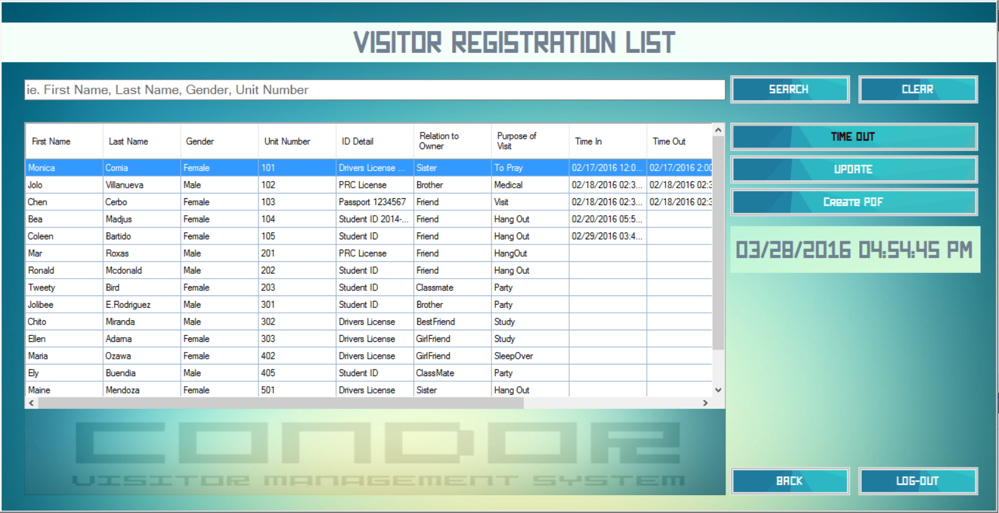 VISITOR REGISTRATION LIST
ie. First Name, Last Name, Gender, Unit Number
SEARCH
CLEAR
First Name Last Name Gender Unit Number ID Detail Relation to Owner Purpose of Visit Time In Time Out
Monica Comia Female 101 Drivers License ... Sister To Pray 02/17/2016 12:0... 02/17/2016 2:00
Jolo Villanueva Male 102 PRC License Brother Medical 02/18/2016 02:3... 02/18/2016 02:3
Chen Cerbo Female 103 Passport 1234567 Friend Visit 02/18/2016 02:3... 02/18/2016 02:3
Bea Madjus Female 104 Student ID 2014-... Friend Hang Out 02/20/2016 05:5...
Coleen Bartido Female 105 Student ID Friend Hang Out 02/29/2016 03:4...
Mar Roxas Male 201 PRC License Friend HangOut
Ronald Mcdonald Male 202 Student ID Friend Hang Out
Tweety Bird Female 203 Student ID Classmate Party
Jolibee E.Rodriguez Male 301 Student ID Brother Party
Chito Miranda Male 302 Drivers License BestFriend Study
Ellen Adarna Female 303 Drivers License GirlFriend Study
Maria Ozawa Female 402 Drivers License GirlFriend SleepOver
Ely Buendia Male 405 Student ID ClassMate Party
Maine Mendoza Female 501 Drivers License Sister Hang Out
TIME OUT
UPDATE
Create PDF
03/28/2016 04:54:45 PM
CONDOR
VISITOR MANAGEMENT SYSTEM
BACK
LOG-OUT